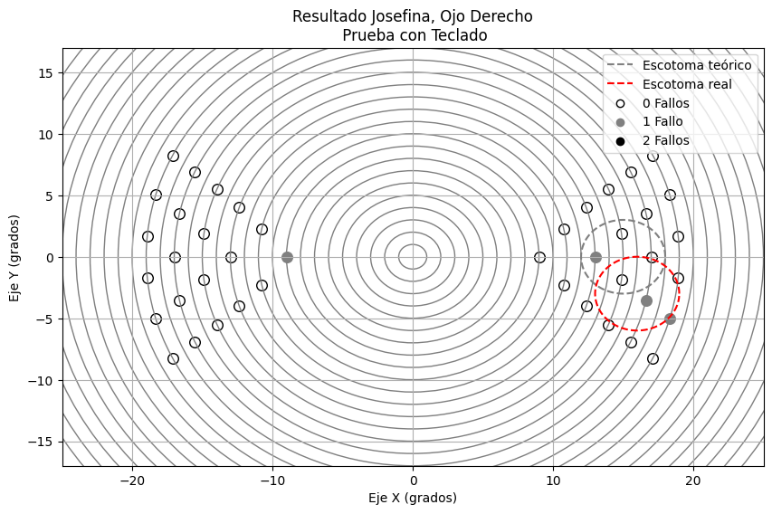 Resultado Josefina, Ojo Derecho
Prueba con Teclado
Escotoma teórico
Escotoma real
0 Fallos
1 Fallo
2 Fallos
15
10
5
0
−5
−10
−15
Eje Y (grados)
−20 −10 0 10 20
Eje X (grados)